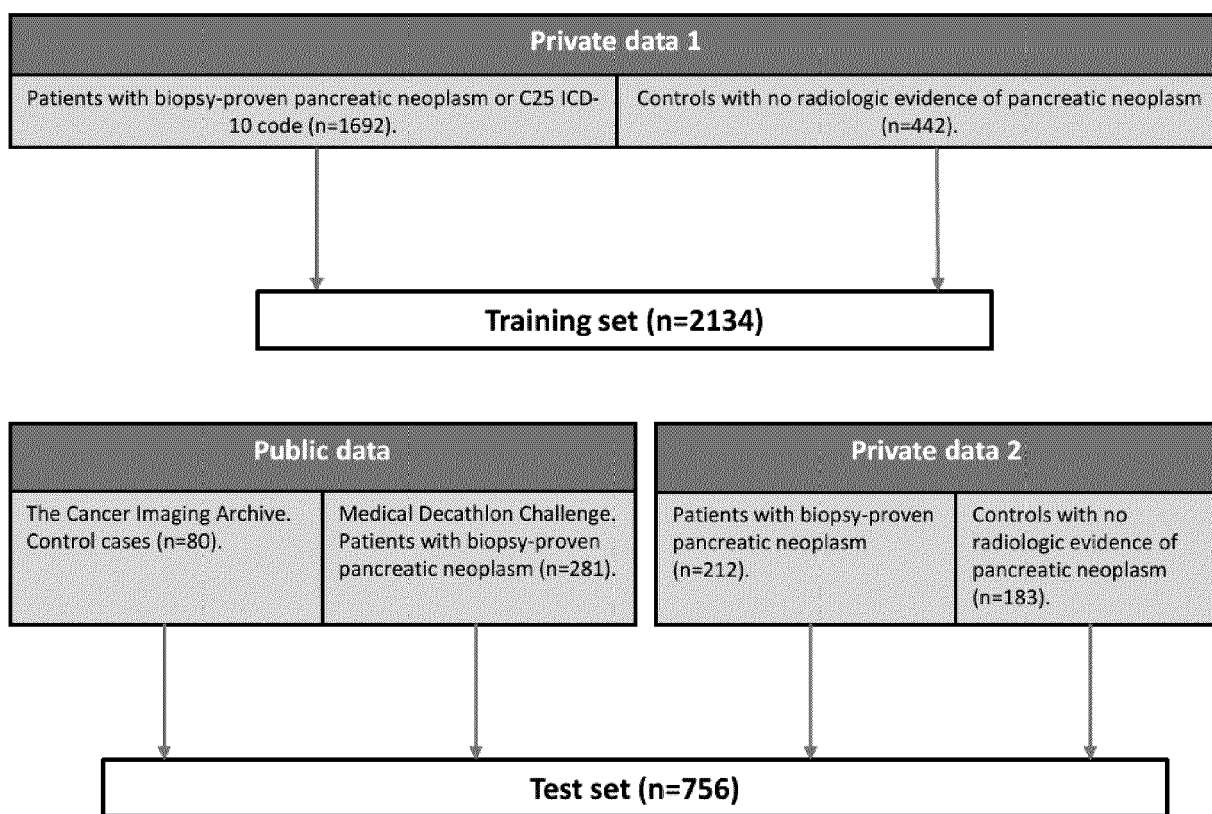 Private data 1
Patients with biopsy-proven pancreatic neoplasm or C25 ICD-
10 code (n=1692).
Controls with no radiologic evidence of pancreatic neoplasm
(n=442).
Training set (n=2134)
Public data
The Cancer Imaging Archive.
Control cases (n=80).
Medical Decathlon Challenge.
Patients with biopsy-proven
pancreatic neoplasm (n=281).
Private data 2
Patients with biopsy-proven
pancreatic neoplasm
(n=212).
Controls with no
radiologic evidence of
pancreatic neoplasm
(n=183).
Test set (n=756)